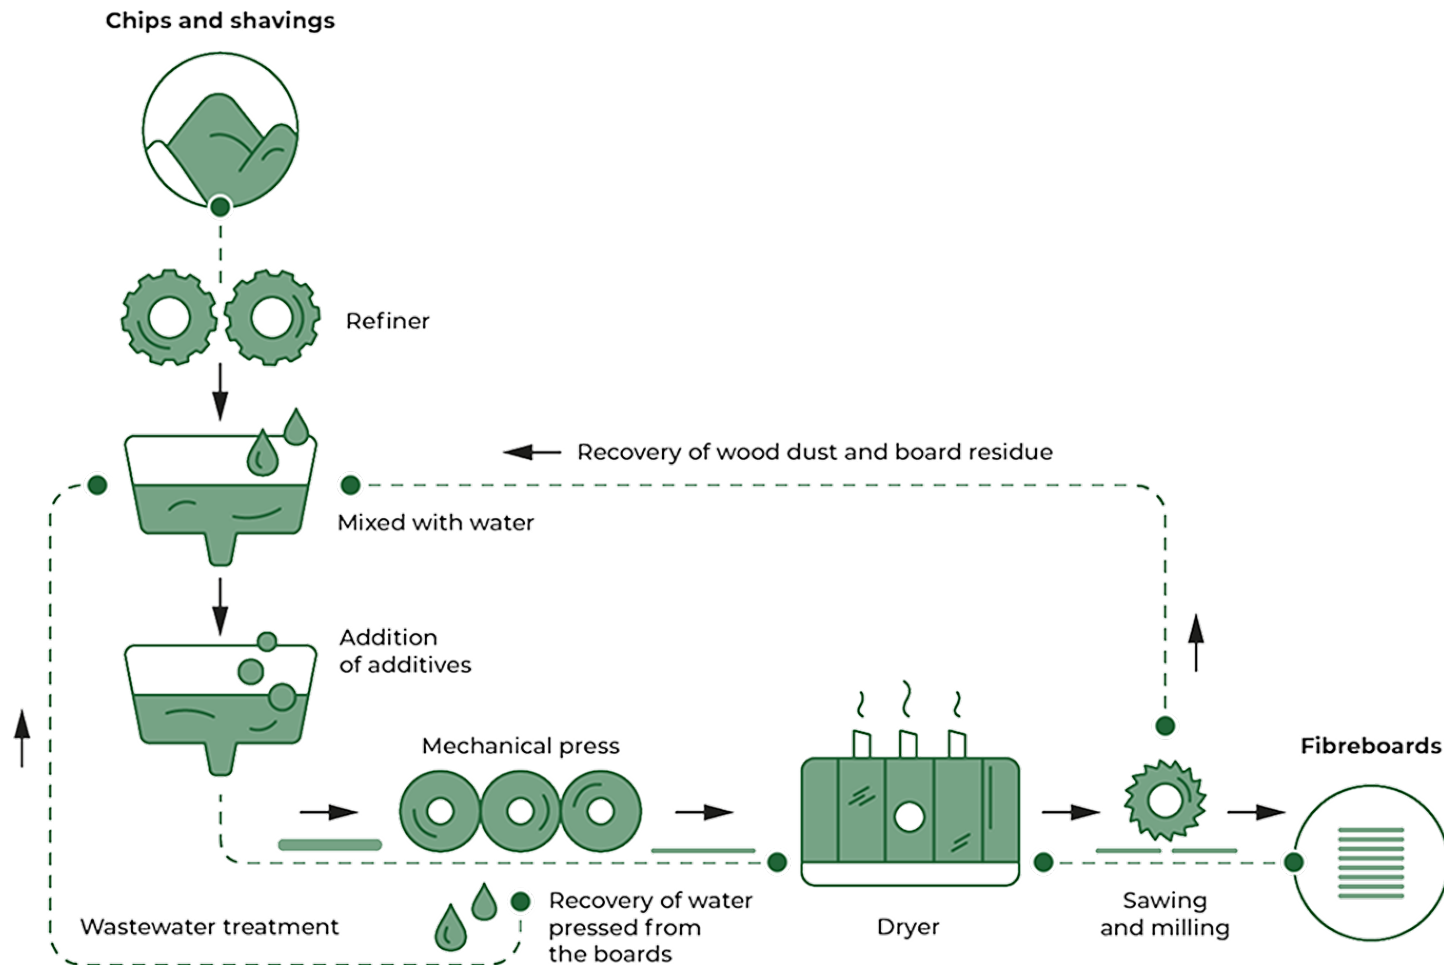 Chips and shavings
Refiner
Recovery of wood dust and board residue
Mixed with water
Addition
of additives
Mechanical press
Fibreboards
Wastewater treatment
Recovery of water
pressed from
the boards
Dryer
Sawing
and milling